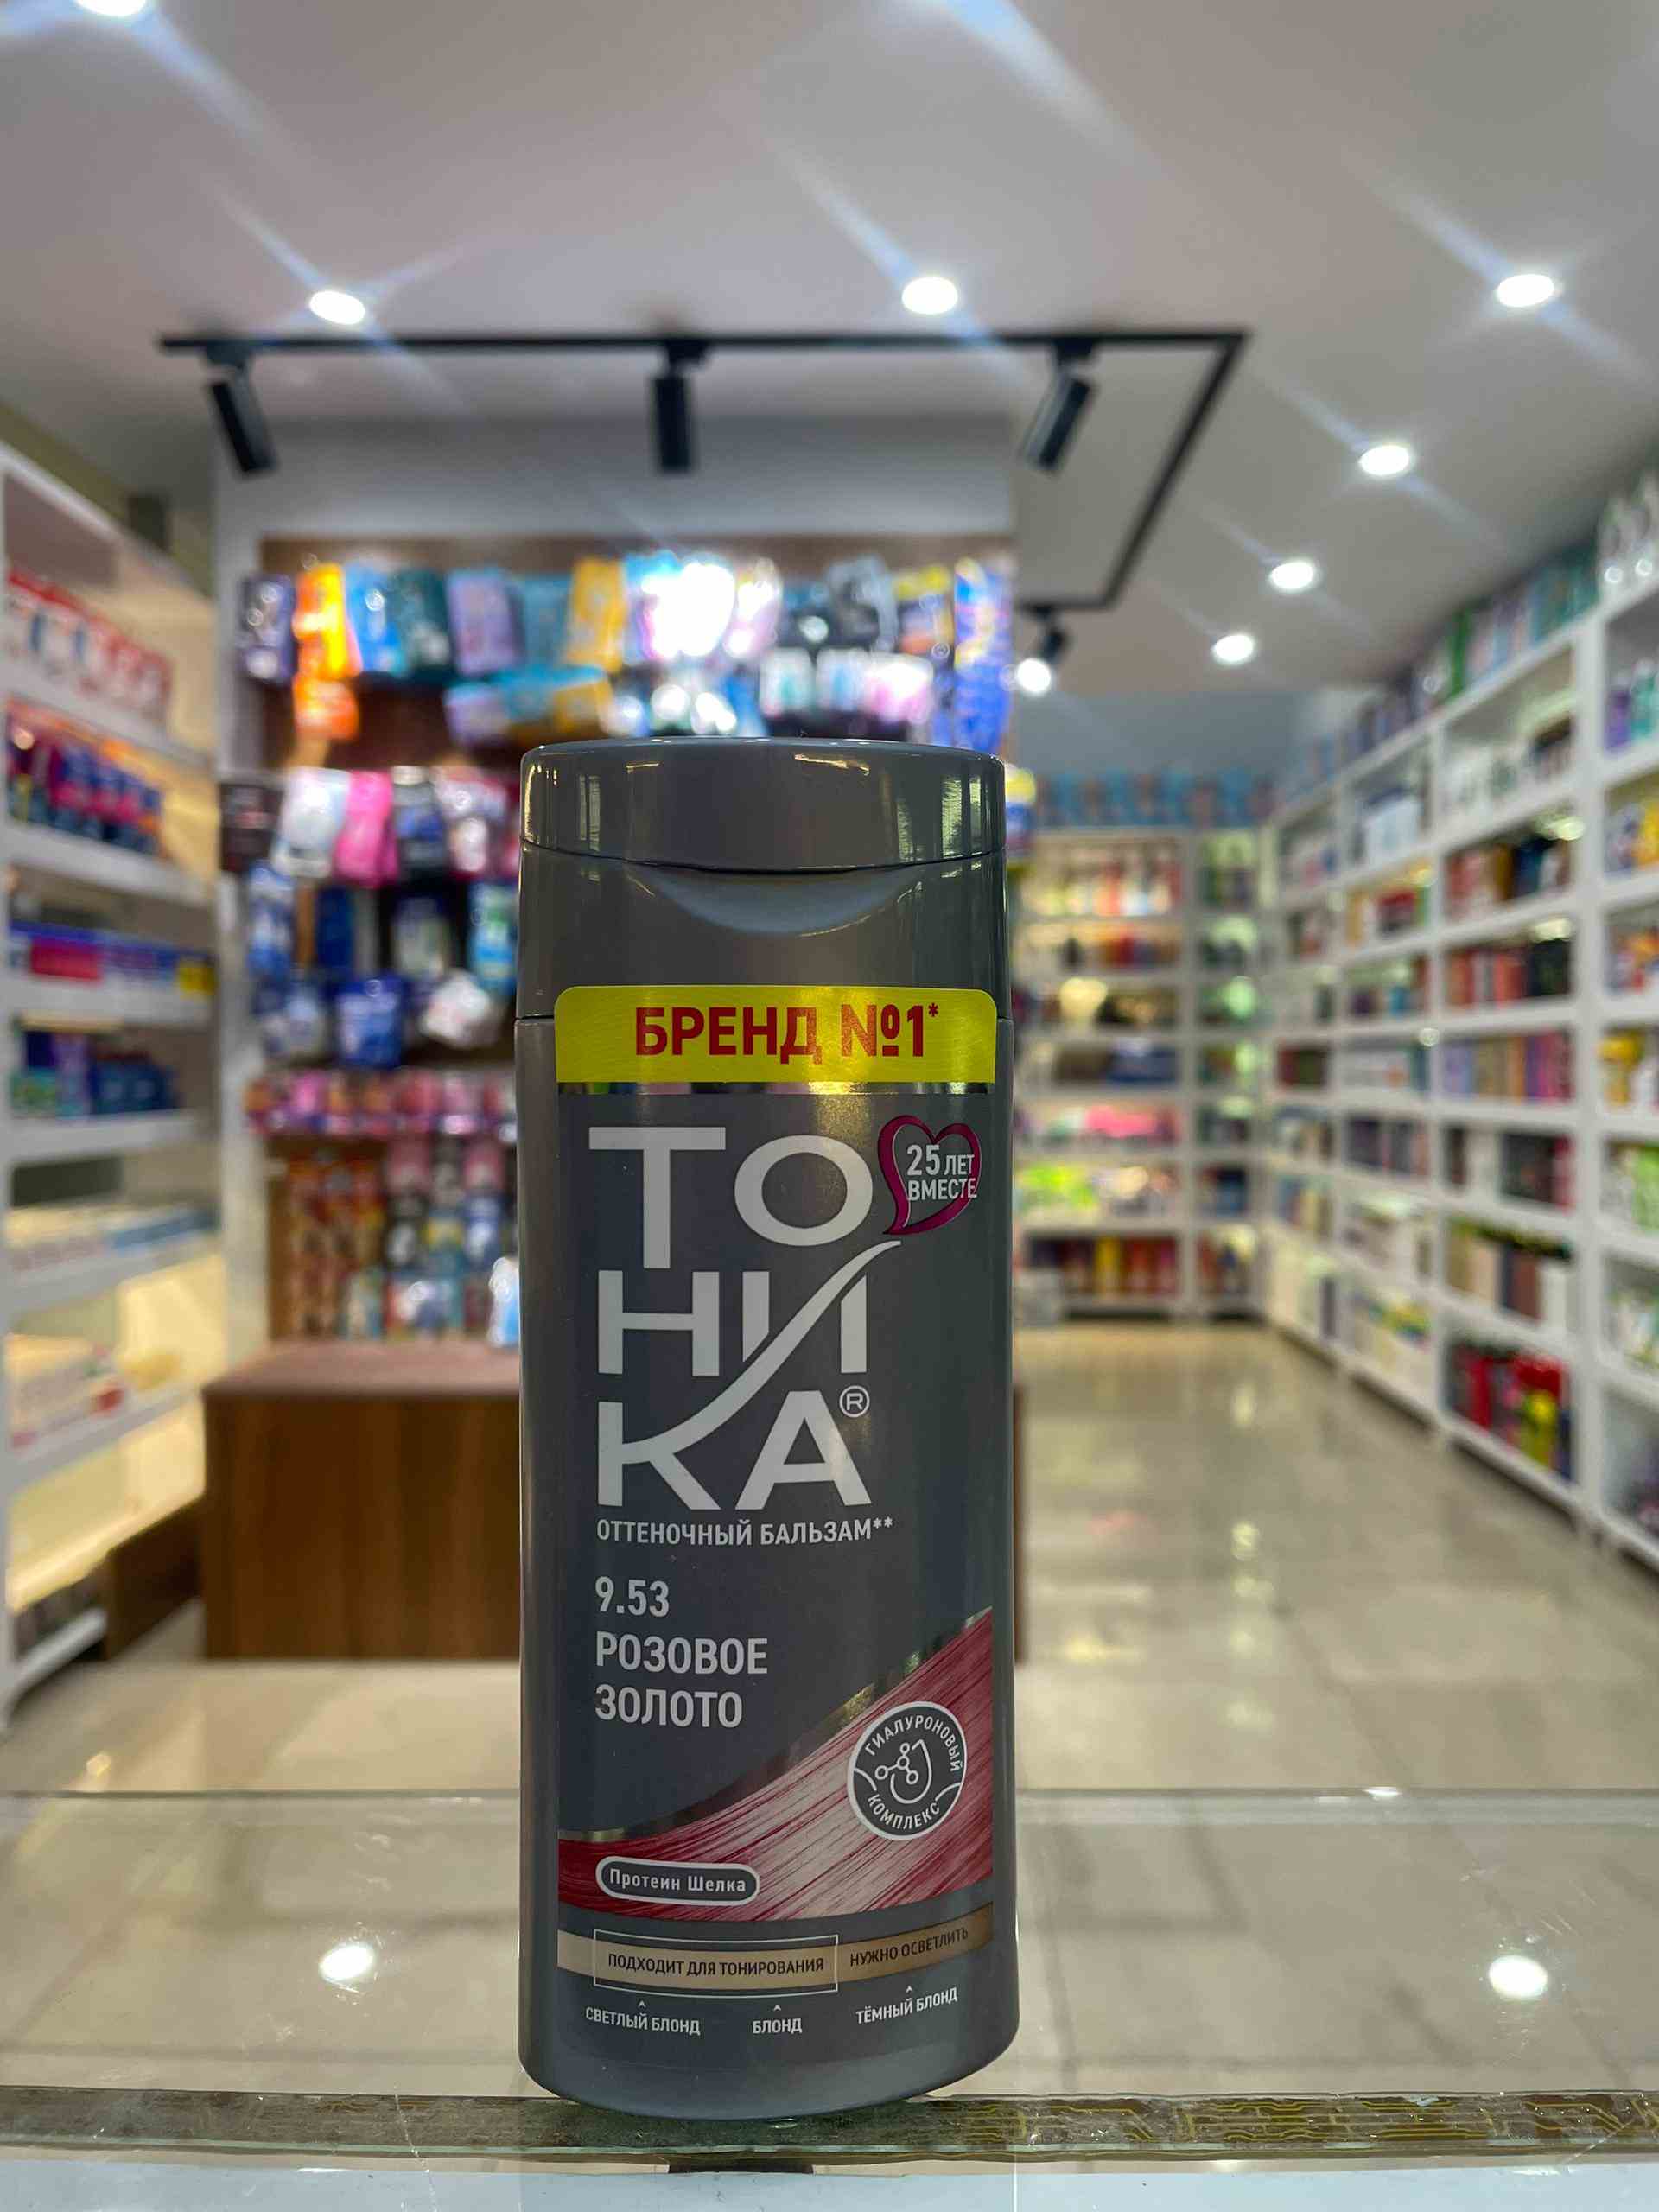 БРЕНД №1*
ТО
НИ
КА®
25 ЛЕТ
ВМЕСТЕ
ОТТЕНОЧНЫЙ БАЛЬЗАМ**
9.53
РОЗОВОЕ
ЗОЛОТО
ГИАЛУРОНОВЫЙ
КОМПЛЕКС
Протеин Шелка
ПОДХОДИТ ДЛЯ ТОНИРОВАНИЯ НУЖНО ОСВЕТЛИТЬ
СВЕТЛЫЙ БЛОНД БЛОНД ТЁМНЫЙ БЛОНД